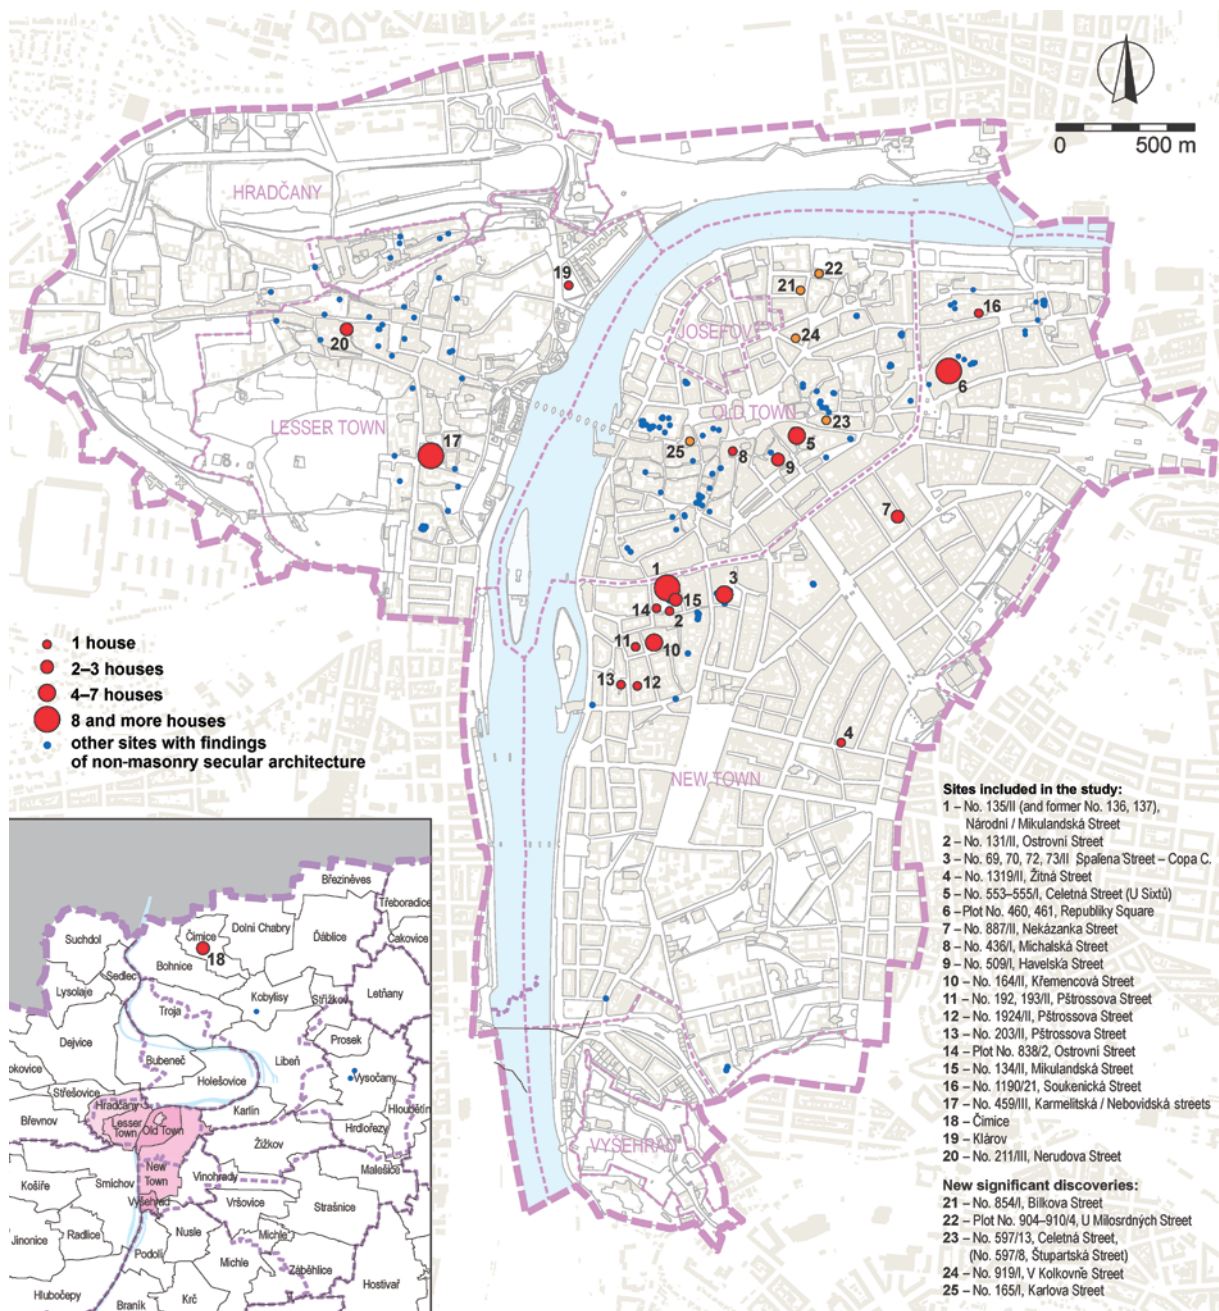 0 500 m
HRADČANY
19
22
21
16
JOSEFOV
20
24
6
OLD TOWN
LESSER TOWN
23
17
25
5
8
9
7
1
3
15
14
2
11
10
13
12
4
NEW TOWN
VYŠEHRAD
1 house
2–3 houses
4–7 houses
8 and more houses
other sites with findings
of non-masonry secular architecture
Březiněves
Třeboradice
Suchdol
Čimice
Dolní Chabry
Ďáblice
Čakovice
18
Bohnice
Sedlec
Lysolaje
Kobylisy
Střížkov
Letňany
Troja
Dejvice
Prosek
Bubeneč
Libeň
okovice
Holešovice
Vysočany
Střešovice
Hradčany
Karlín
Hloubětín
Břevnov
Lesser
Town
Old Town
Hrdlořezy
Žižkov
New
Town
Malešice
Košíře
Smíchov
Vinohrady
Vyšehrad
Vršovice
Strašnice
Jinonice
Radlice
Nusle
Michle
Podolí
Michle
Záběhlice
Hostivař
Hlubočepy
Braník
Krč
Sites included in the study:
1 – No. 135/II (and former No. 136, 137),
Národní / Mikulandská Street
2 – No. 131/II, Ostrovní Street
3 – No. 69, 70, 72, 73/II Spálená Street – Copa C.
4 – No. 1319/II, Žitná Street
5 – No. 553–555/I, Celetná Street (U Sixtů)
6 – Plot No. 460, 461, Republiky Square
7 – No. 887/II, Nekázanka Street
8 – No. 436/I, Michalská Street
9 – No. 509/I, Havelská Street
10 – No. 164/II, Křemencová Street
11 – No. 192, 193/II, Pštrossova Street
12 – No. 1924/II, Pštrossova Street
13 – No. 203/II, Pštrossova Street
14 – Plot No. 838/2, Ostrovní Street
15 – No. 134/II, Mikulandská Street
16 – No. 1190/21, Soukenická Street
17 – No. 459/III, Karmelitská / Nebovidská streets
18 – Čimice
19 – Klárov
20 – No. 211/III, Nerudova Street
New significant discoveries:
21 – No. 854/I, Bílkova Street
22 – Plot No. 904–910/4, U Milosrdných Street
23 – No. 597/13, Celetná Street,
(No. 597/8, Štupartská Street)
24 – No. 919/I, V Kolkovně Street
25 – No. 165/I, Karlova Street